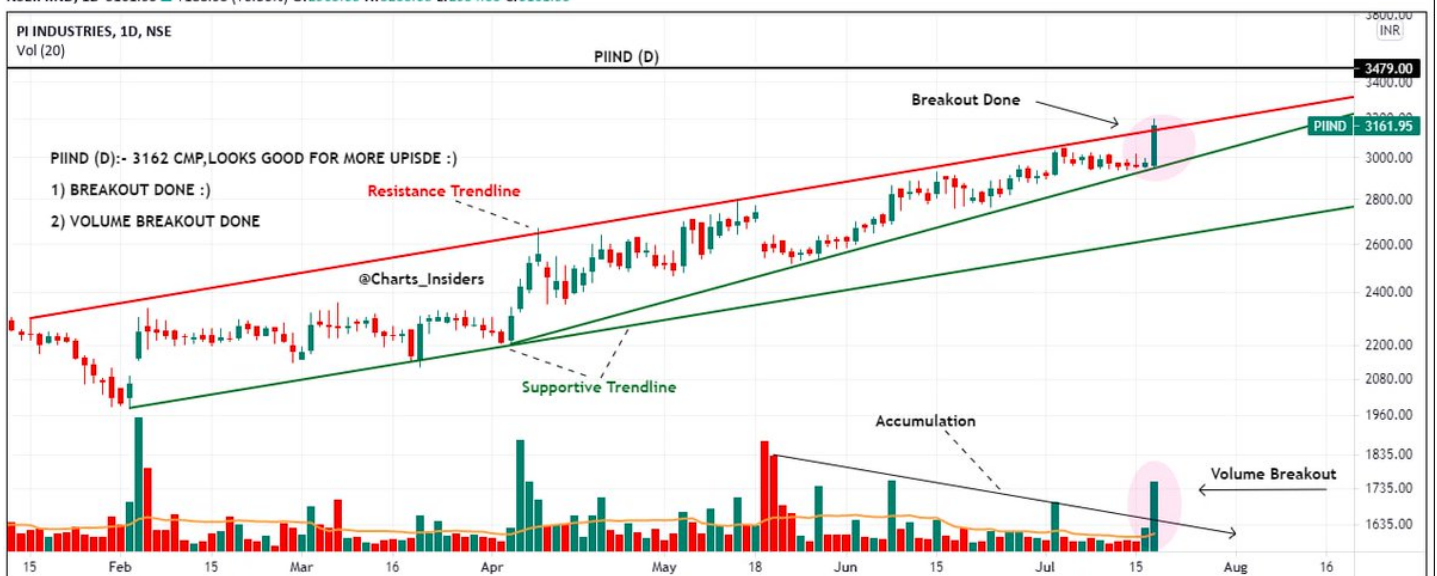 PI INDUSTRIES, 1D, NSE
Vol (20)
PIIND (D)
3800.00
INR
3479.00
3400.00
Breakout Done
PIIND 3161.95
PIIND (D):- 3162 CMP,LOOKS GOOD FOR MORE UPISDE :)
3000.00
1) BREAKOUT DONE :)
Resistance Trendline
2800.00
2) VOLUME BREAKOUT DONE
2600.00
@Charts_Insiders
2400.00
2200.00
Supportive Trendline
2080.00
1960.00
Accumulation
1835.00
Volume Breakout
1735.00
1635.00
15 Feb 15 Mar 16 Apr 15 May 18 Jun 15 Jul 15 Aug 16